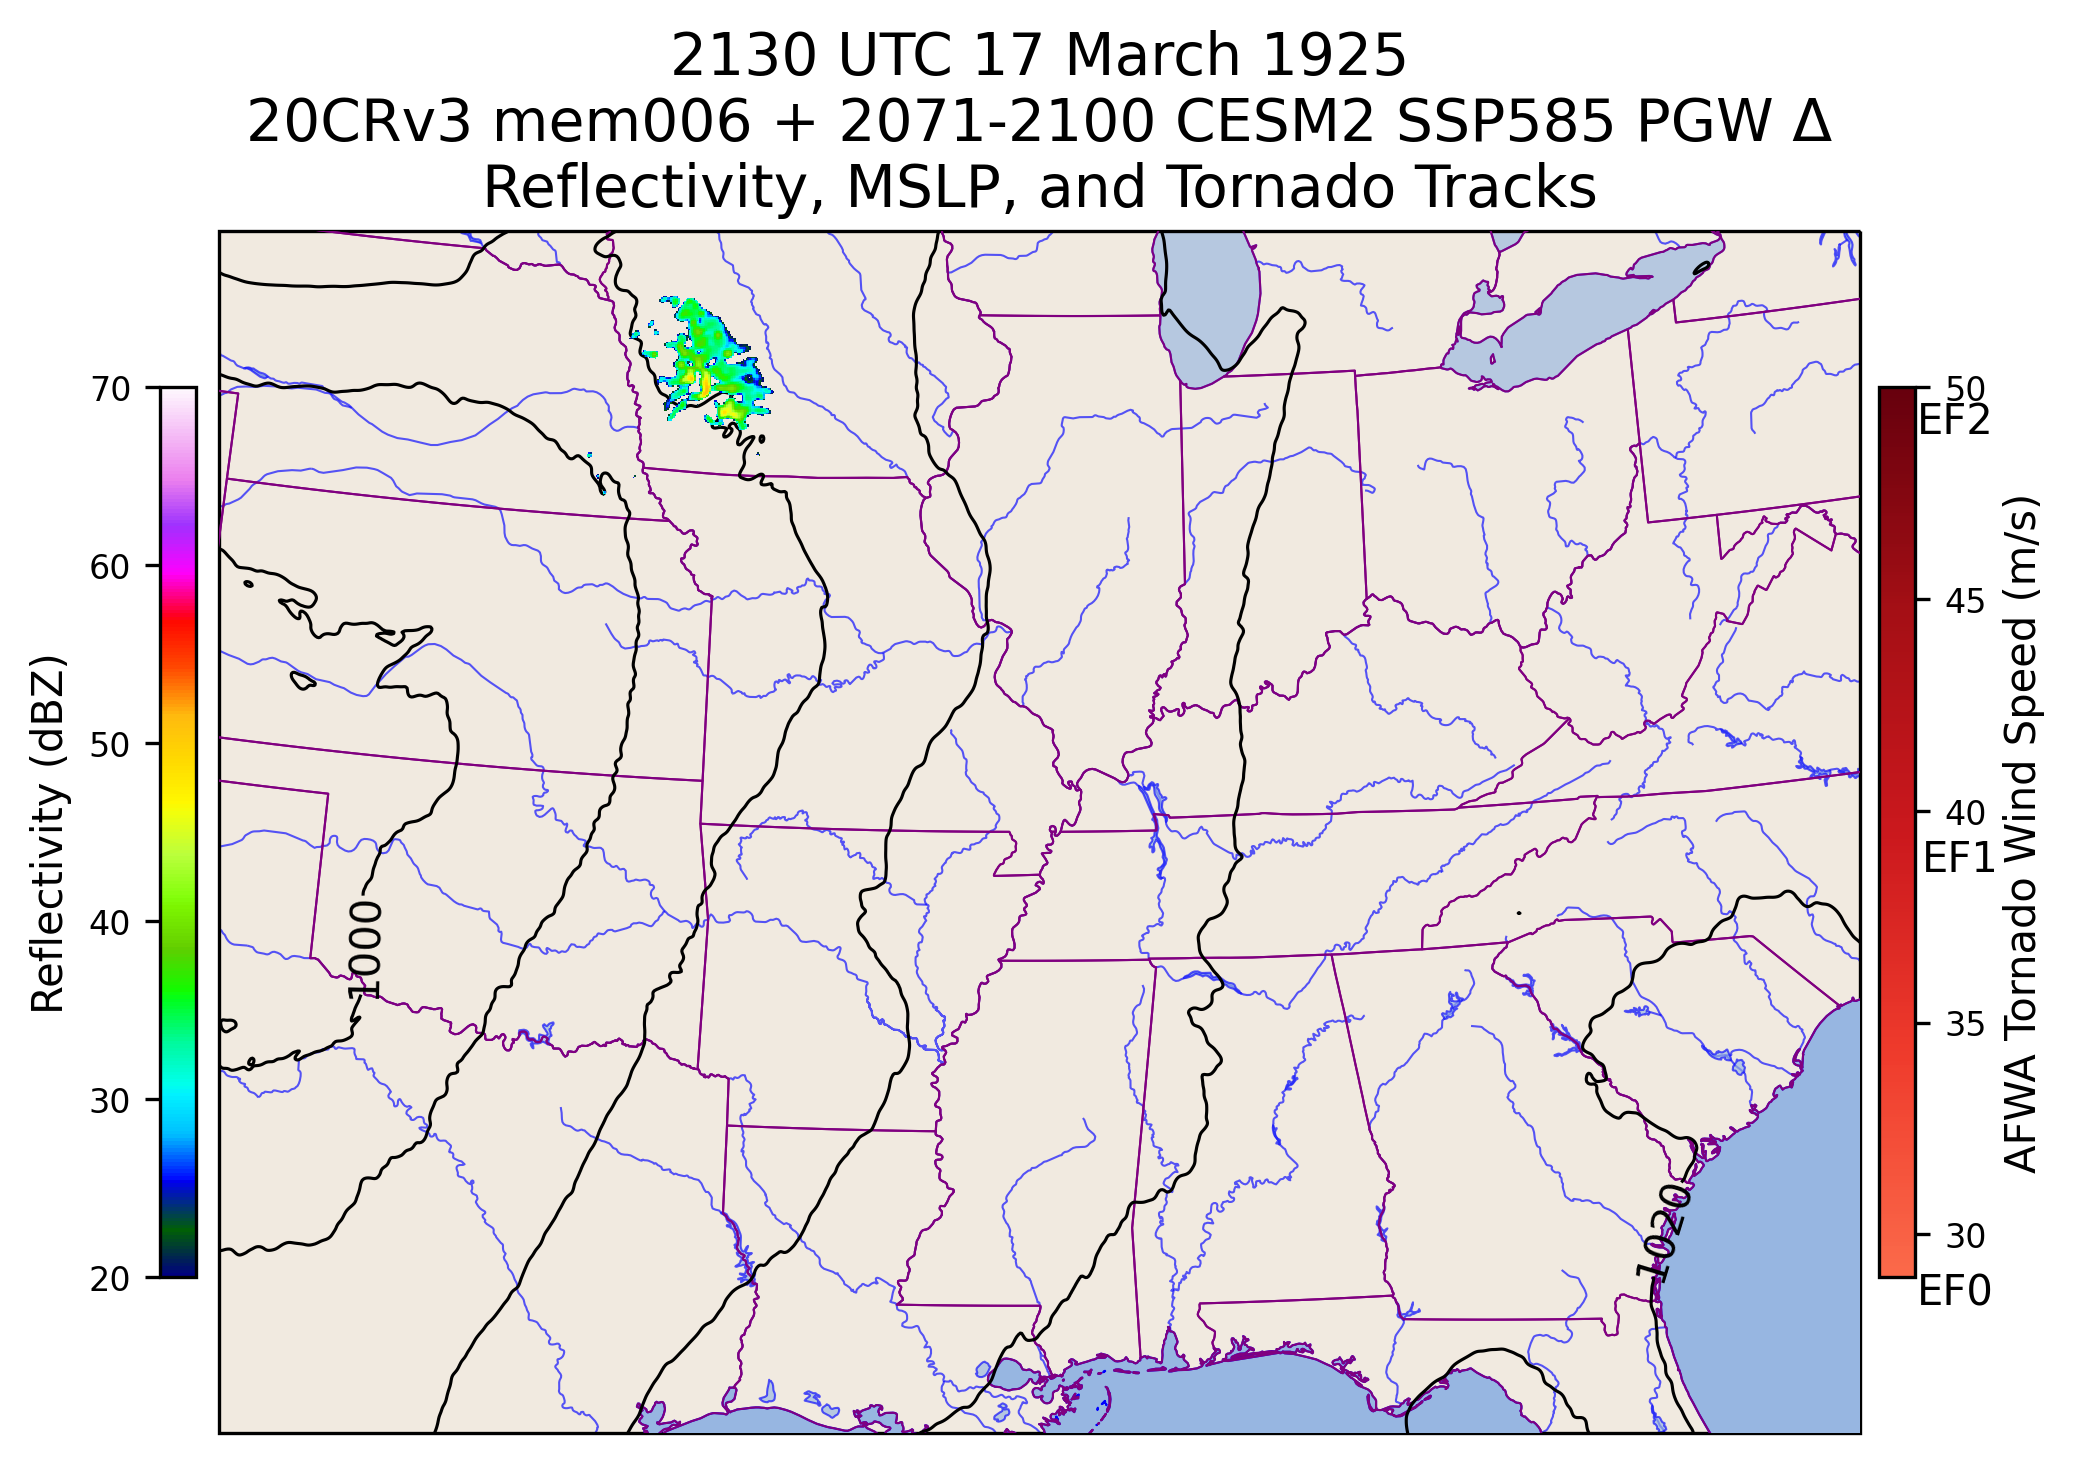 2130 UTC 17 March 1925
20CRv3 mem006 + 2071-2100 CESM2 SSP585 PGW Δ
Reflectivity, MSLP, and Tornado Tracks
70
60
50
40
30
20
Reflectivity (dBZ)
1000
1020
50
EF2
45
40
EF1
35
30
EF0
AFWA Tornado Wind Speed (m/s)